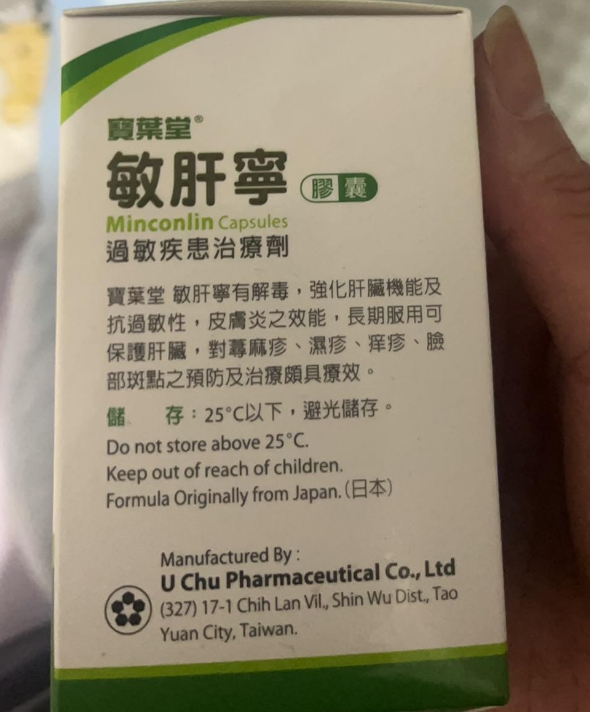 寶葉堂®
敏肝寧 膠囊
Minconlin Capsules
過敏疾患治療劑
寶葉堂 敏肝寧有解毒，強化肝臟機能及
抗過敏性，皮膚炎之效能，長期服用可
保護肝臟，對蕁麻疹、濕疹、痒疹、臉
部斑點之預防及治療頗具療效。
儲 存：25°C以下，避光儲存。
Do not store above 25°C.
Keep out of reach of children.
Formula Originally from Japan.(日本)
Manufactured By :
U Chu Pharmaceutical Co., Ltd
(327) 17-1 Chih Lan Vil., Shin Wu Dist., Tao
Yuan City, Taiwan.